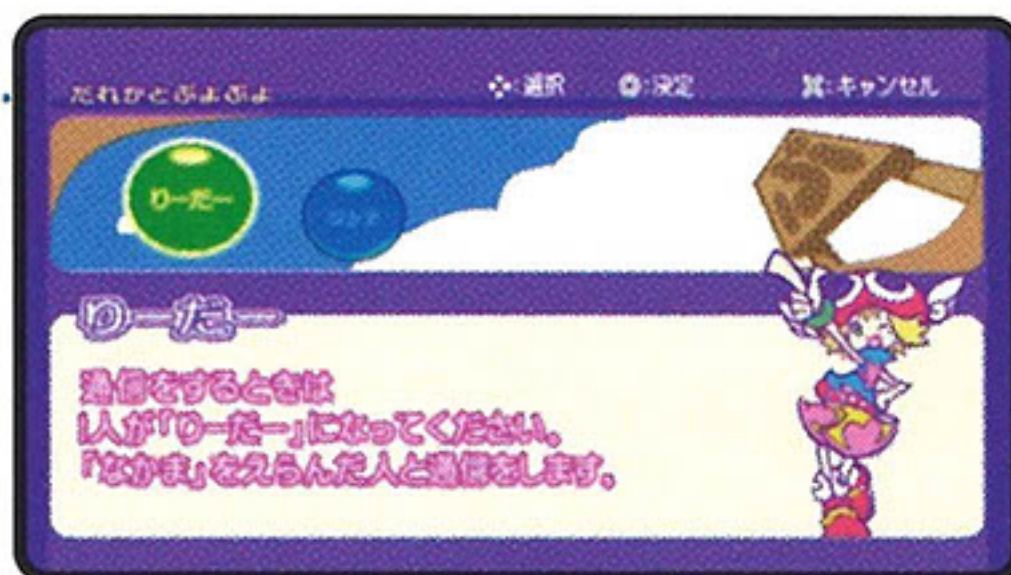 だれかとぷよぷよ
選択 決定 キャンセル
りーだー
りーだー
通信をするときは
1人が「りーだー」になってください。
「なかま」をえらんだ人と通信をします。